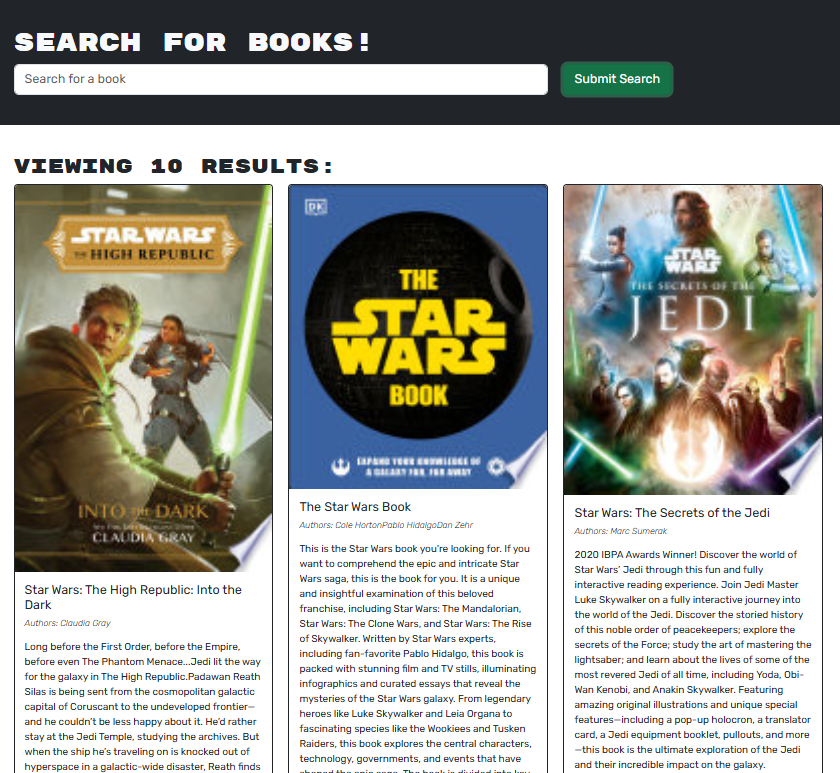 SEARCH FOR BOOKS!
Search for a book
Submit Search
VIEWING 10 RESULTS:
STAR WARS
THE HIGH REPUBLIC
INTO THE DARK
CLAUDIA GRAY
Star Wars: The High Republic: Into the
Dark
Authors: Claudia Gray
Long before the First Order, before the Empire,
before even The Phantom Menace...Jedi lit the way
for the galaxy in The High Republic.Padawan Reath
Silas is being sent from the cosmopolitan galactic
capital of Coruscant to the undeveloped frontier—
and he couldn't be less happy about it. He'd rather
stay at the Jedi Temple, studying the archives. But
when the ship he's traveling on is knocked out of
hyperspace in a galactic-wide disaster, Reath finds
DK
THE
STAR
WARS
BOOK
EXPAND YOUR KNOWLEDGE OF
A GALAXY FAR, FAR AWAY
The Star Wars Book
Authors: Cole HortonPablo HidalgoDan Zehr
This is the Star Wars book you're looking for. If you
want to comprehend the epic and intricate Star
Wars saga, this is the book for you. It is a unique
and insightful examination of this beloved
franchise, including Star Wars: The Mandalorian,
Star Wars: The Clone Wars, and Star Wars: The Rise
of Skywalker. Written by Star Wars experts,
including fan-favorite Pablo Hidalgo, this book is
packed with stunning film and TV stills, illuminating
infographics and curated essays that reveal the
mysteries of the Star Wars galaxy. From legendary
heroes like Luke Skywalker and Leia Organa to
fascinating species like the Wookiees and Tusken
Raiders, this book explores the central characters,
technology, governments, and events that have
shaped the epic saga. The book is divided into key
STAR
WARS
THE SECRETS OF THE
JEDI
Star Wars: The Secrets of the Jedi
Authors: Marc Sumerak
2020 IBPA Awards Winner! Discover the world of
Star Wars' Jedi through this fun and fully
interactive reading experience. Join Jedi Master
Luke Skywalker on a fully interactive journey into
the world of the Jedi. Discover the storied history
of this noble order of peacekeepers; explore the
secrets of the Force; study the art of mastering the
lightsaber; and learn about the lives of some of the
most revered Jedi of all time, including Yoda, Obi-
Wan Kenobi, and Anakin Skywalker. Featuring
amazing original illustrations and unique special
features—including a pop-up holocron, a translator
card, a Jedi equipment booklet, pullouts, and more
—this book is the ultimate exploration of the Jedi
and their incredible impact on the galaxy.